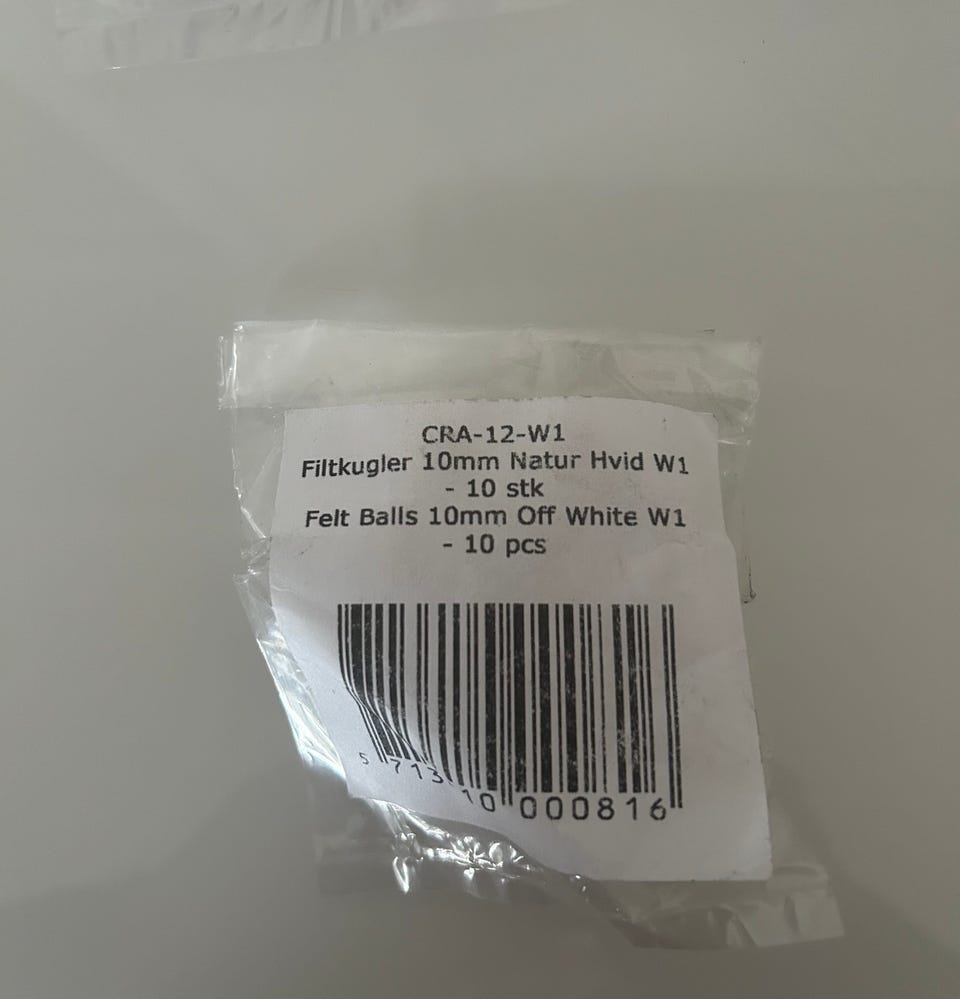 CRA-12-W1
Filtkugler 10mm Natur Hvid W1
- 10 stk
Felt Balls 10mm Off White W1
- 10 pcs
5 713 10 000816